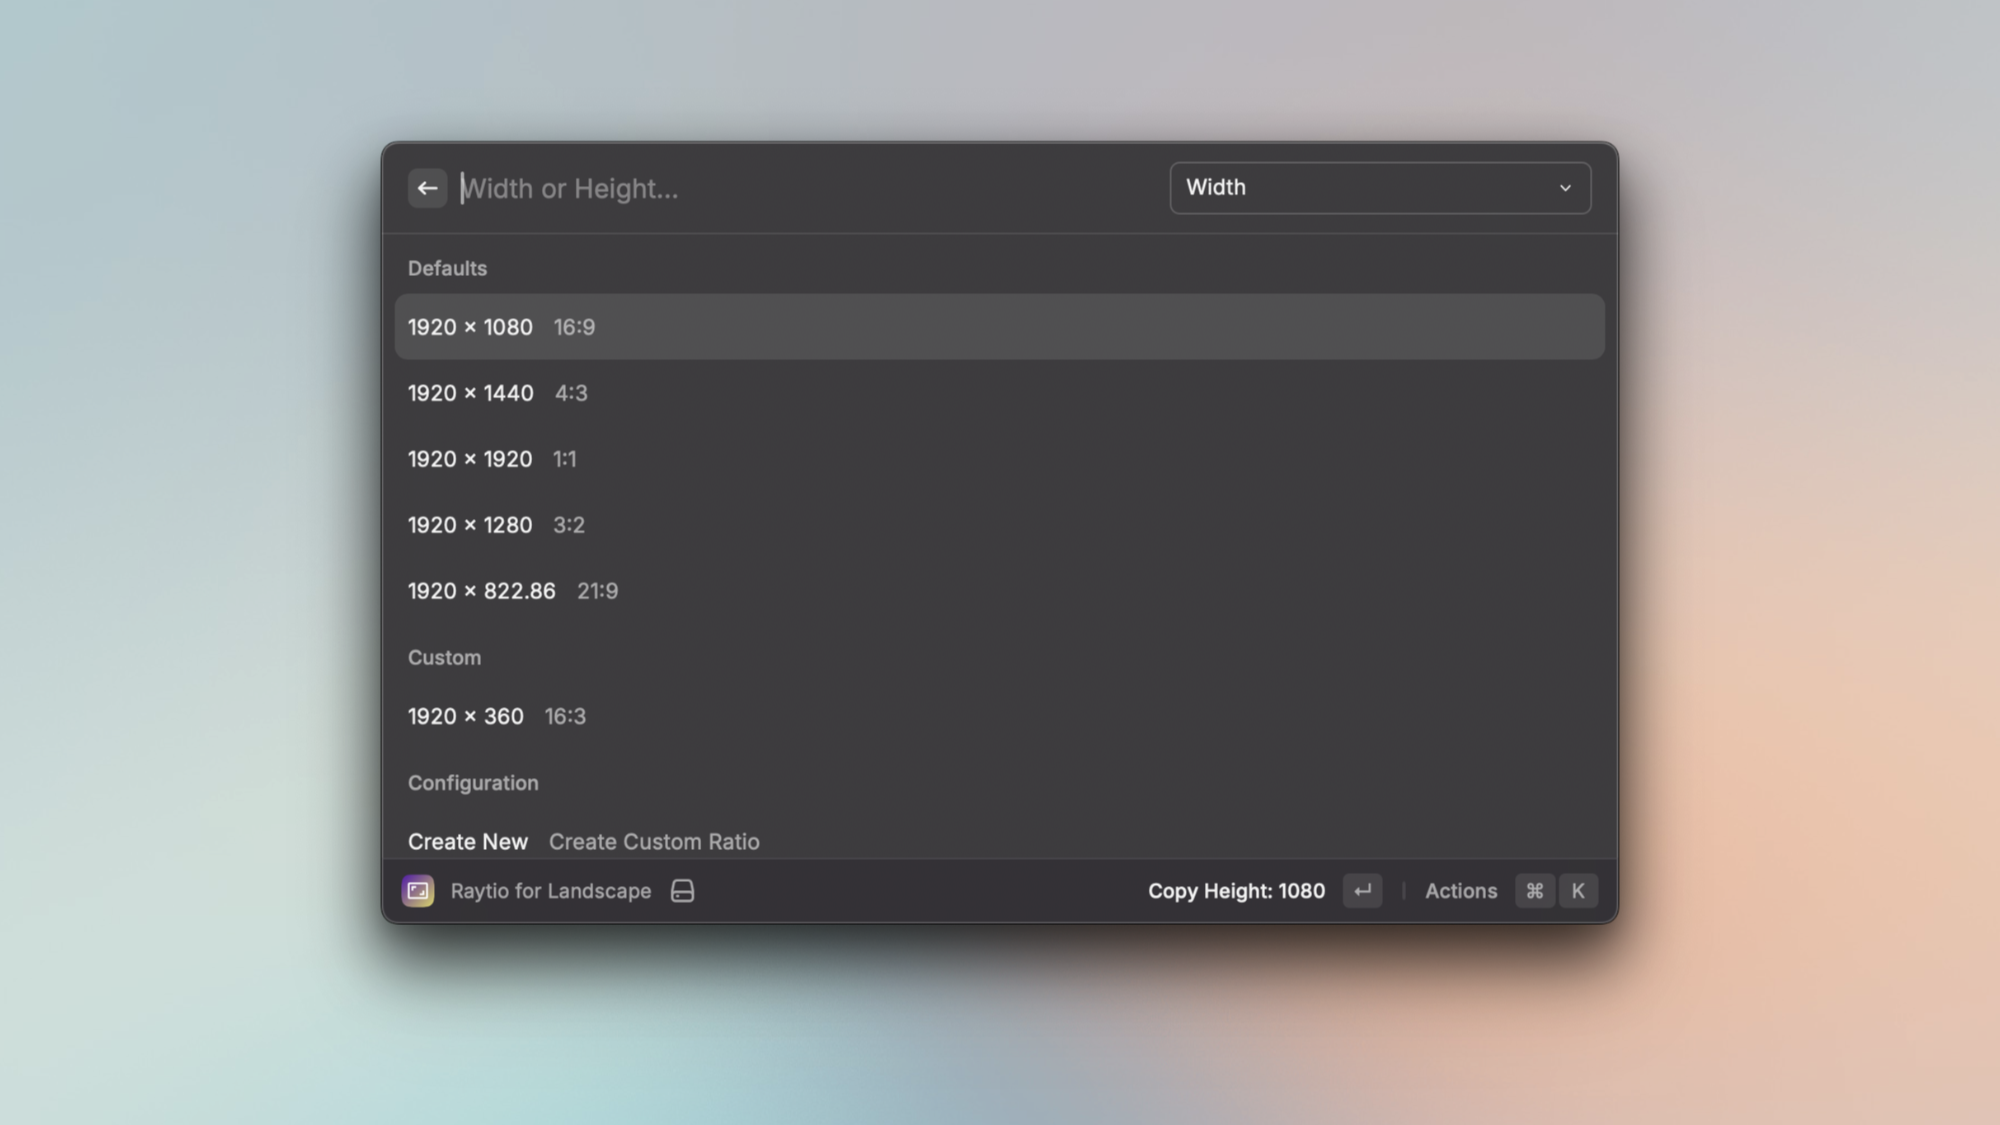 Width or Height...
Width
Defaults
1920 × 1080 16:9
1920 × 1440 4:3
1920 × 1920 1:1
1920 × 1280 3:2
1920 × 822.86 21:9
Custom
1920 × 360 16:3
Configuration
Create New Create Custom Ratio
Raytio for Landscape Copy Height: 1080 ↵ Actions ⌘ K